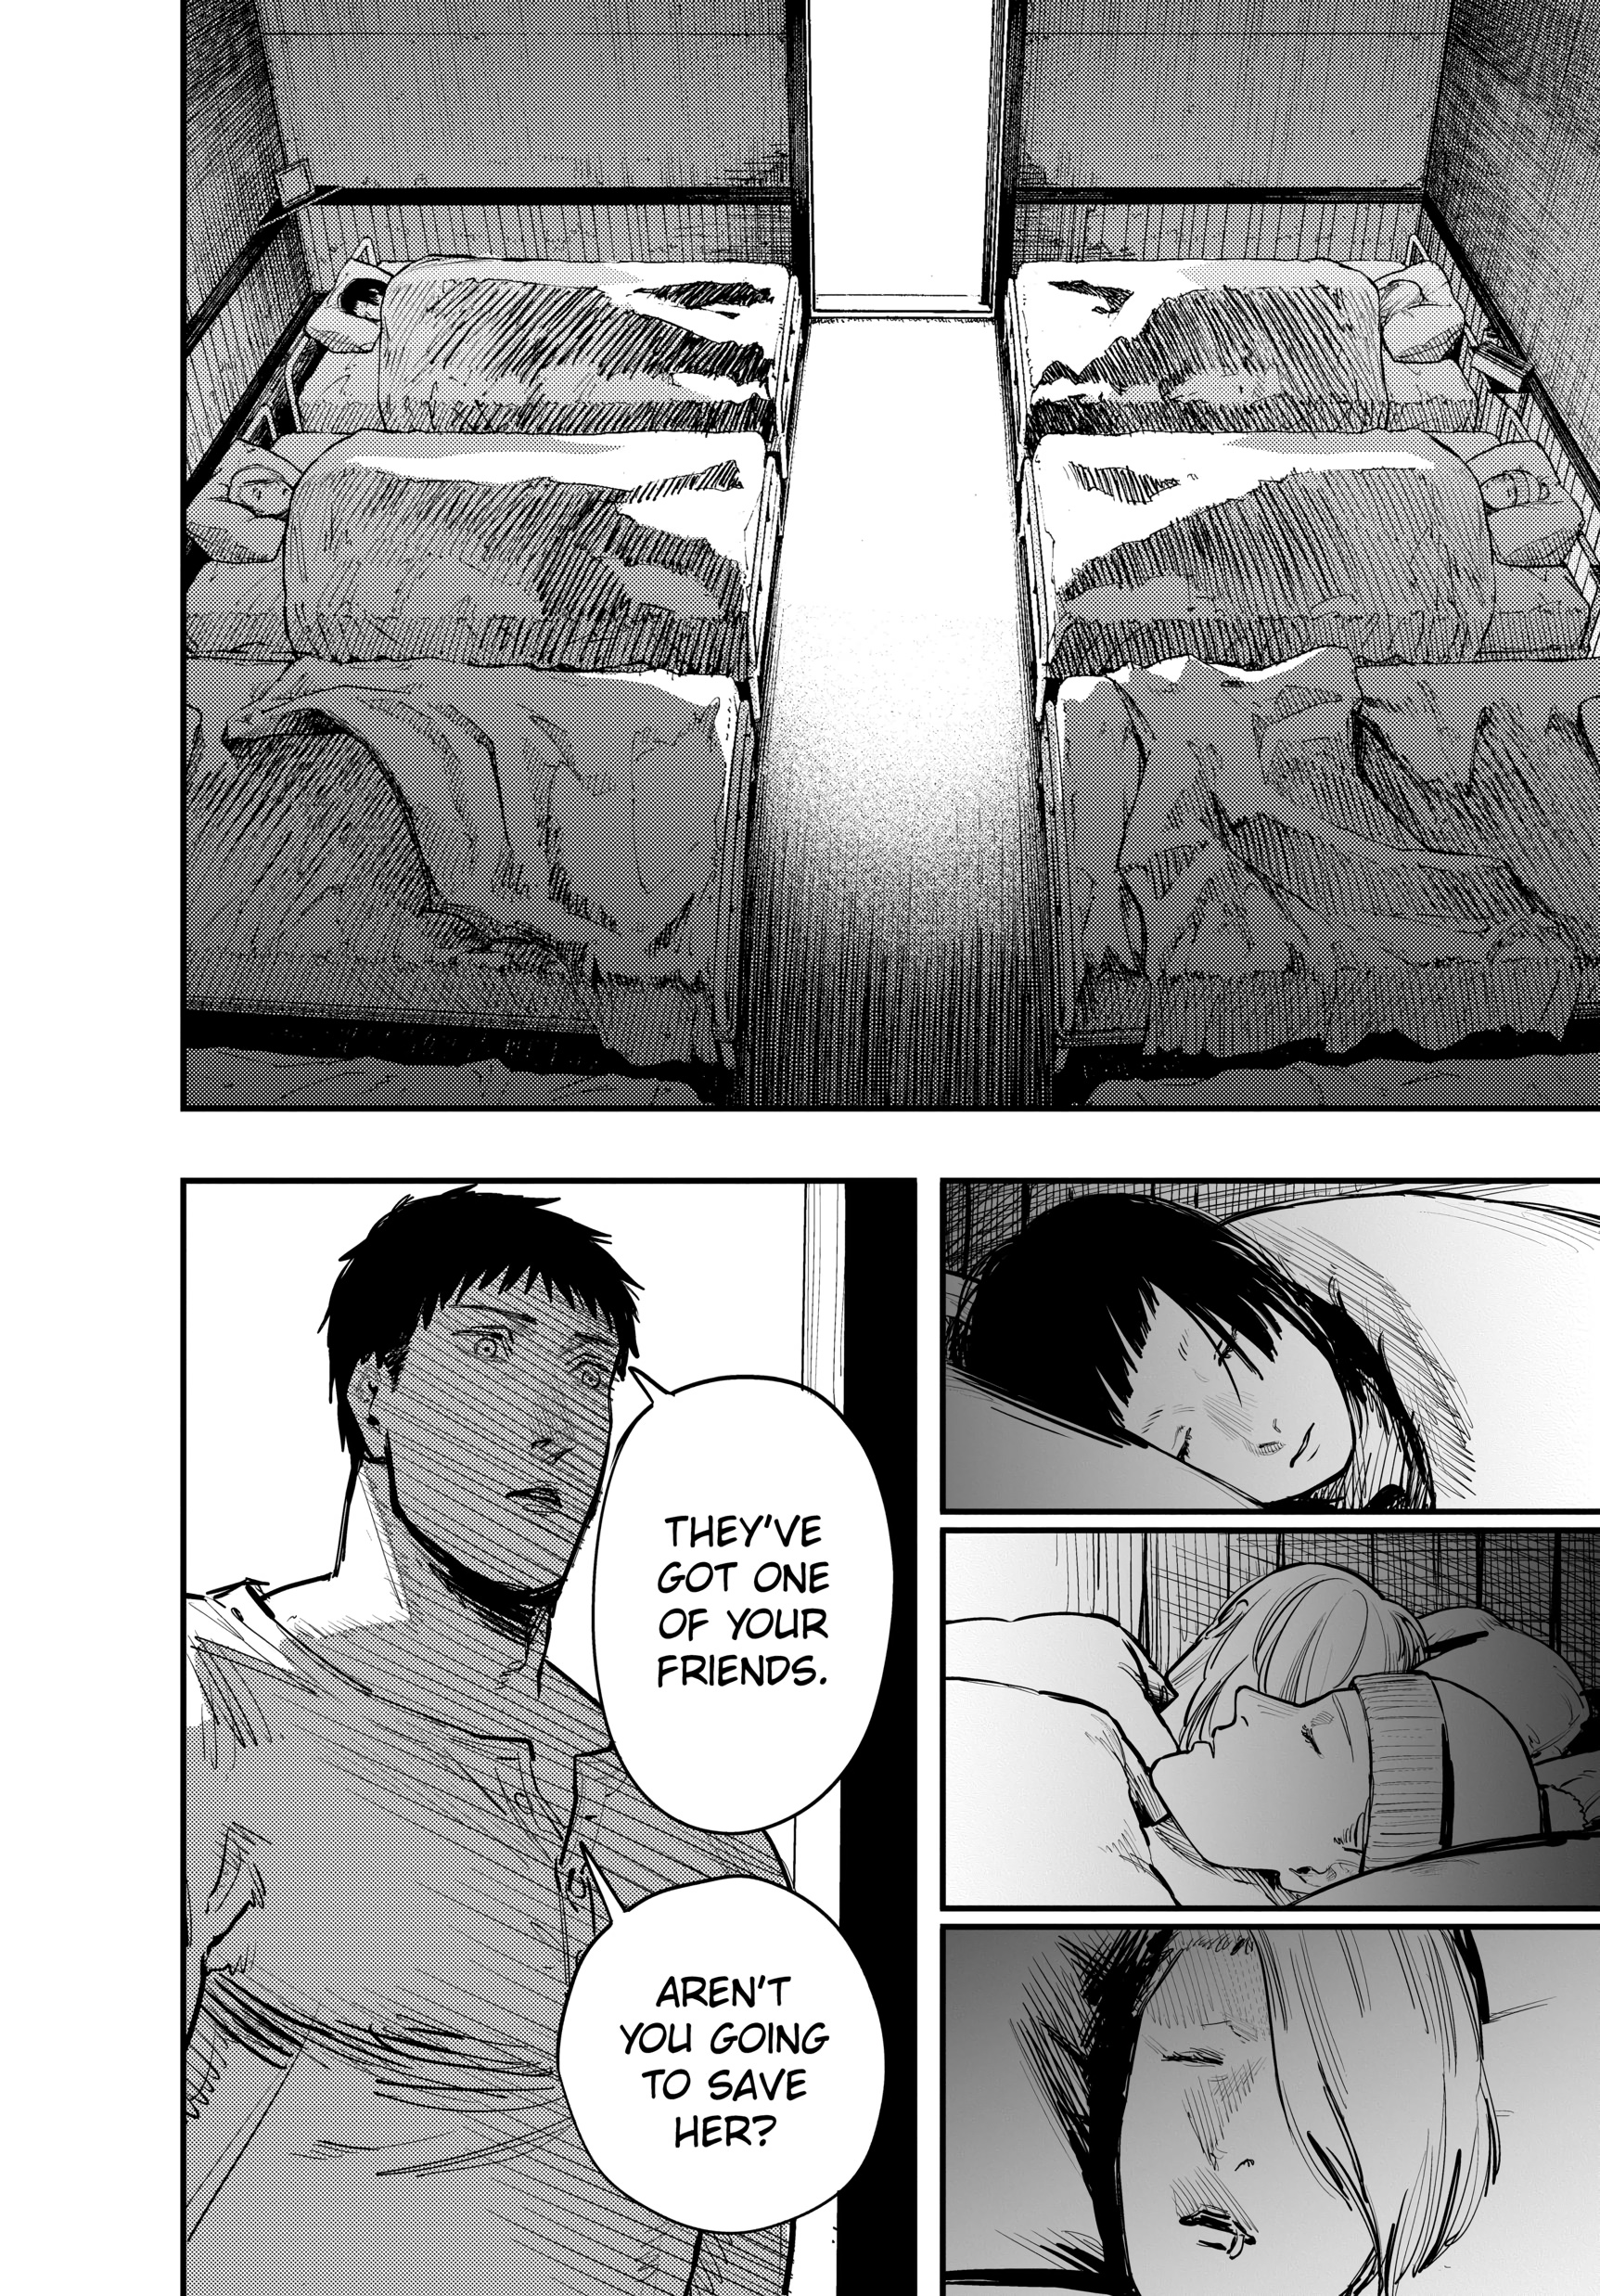 THEY'VE
GOT ONE
OF YOUR
FRIENDS.
AREN'T
YOU GOING
TO SAVE
HER?